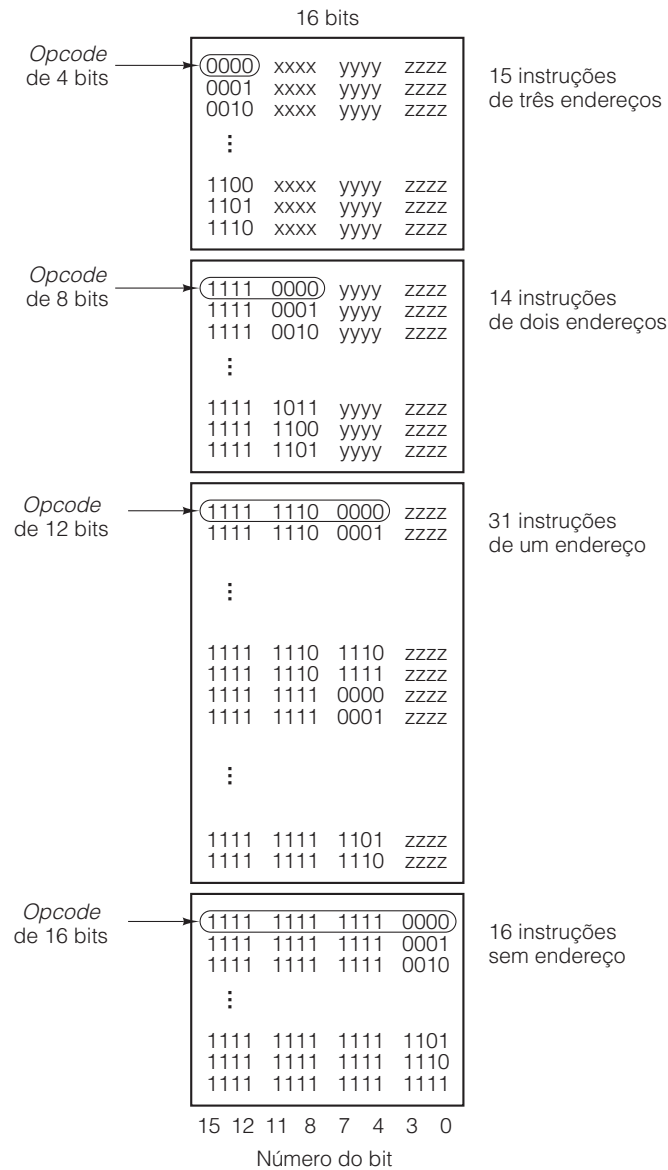 16 bits
Opcode
de 4 bits
0000 xxxx yyyy zzzz
0001 xxxx yyyy zzzz
0010 xxxx yyyy zzzz
⋮
1100 xxxx yyyy zzzz
1101 xxxx yyyy zzzz
1110 xxxx yyyy zzzz
15 instruções
de três endereços
Opcode
de 8 bits
1111 0000 yyyy zzzz
1111 0001 yyyy zzzz
1111 0010 yyyy zzzz
⋮
1111 1011 yyyy zzzz
1111 1100 yyyy zzzz
1111 1101 yyyy zzzz
14 instruções
de dois endereços
Opcode
de 12 bits
1111 1110 0000 zzzz
1111 1110 0001 zzzz
⋮
1111 1110 1110 zzzz
1111 1110 1111 zzzz
1111 1111 0000 zzzz
1111 1111 0001 zzzz
⋮
1111 1111 1101 zzzz
1111 1111 1110 zzzz
31 instruções
de um endereço
Opcode
de 16 bits
1111 1111 1111 0000
1111 1111 1111 0001
1111 1111 1111 0010
⋮
1111 1111 1111 1101
1111 1111 1111 1110
1111 1111 1111 1111
16 instruções
sem endereço
15 12 11 8 7 4 3 0
Número do bit